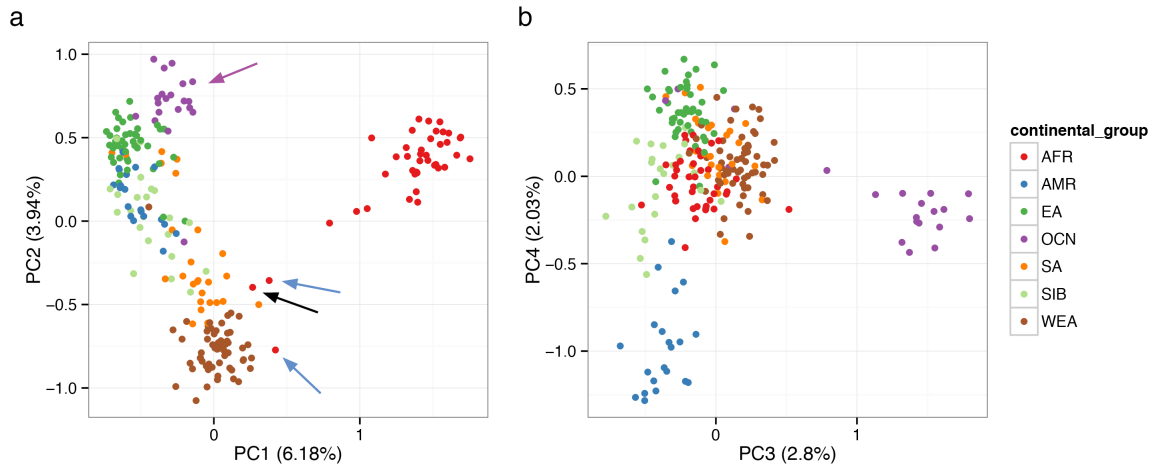 a
b
1.0
0.5
0.0
−0.5
−1.0
PC2 (3.94%)
0
1
PC1 (6.18%)
0.5
0.0
−0.5
−1.0
PC4 (2.03%)
0
1
PC3 (2.8%)
continental_group
AFR
AMR
EA
OCN
SA
SIB
WEA